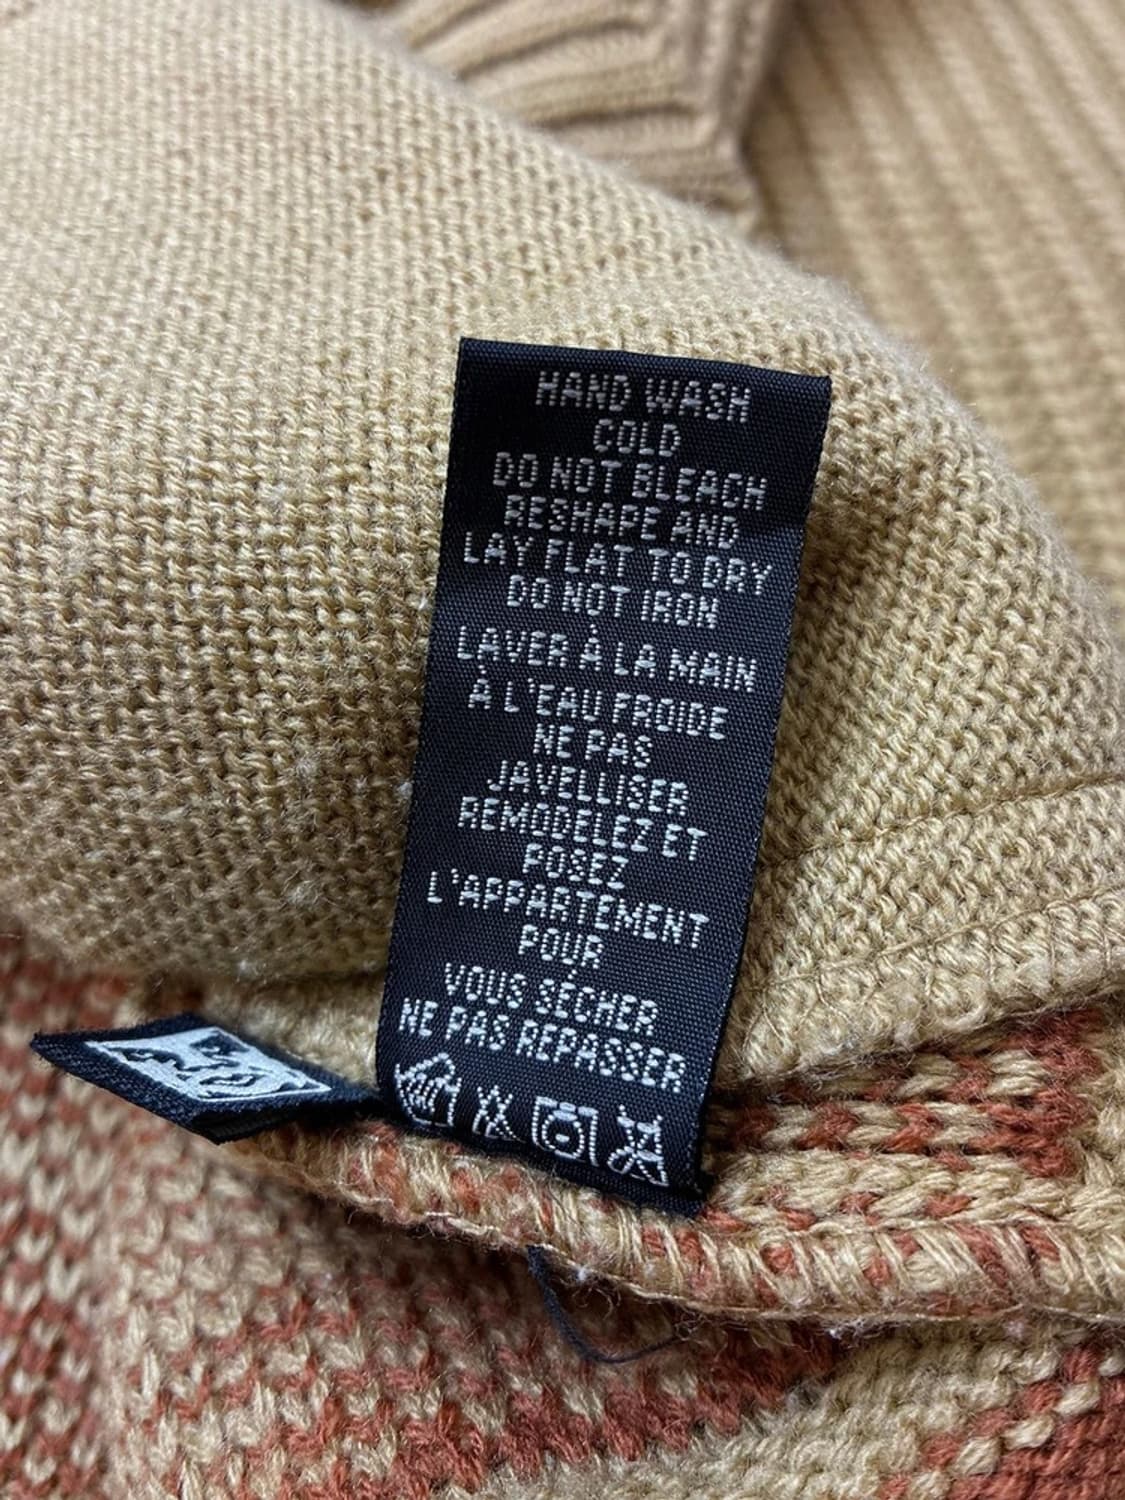 HAND WASH
COLD
DO NOT BLEACH
RESHAPE AND
LAY FLAT TO DRY
DO NOT IRON
LAVER À LA MAIN
À L'EAU FROIDE
NE PAS
JAVELLISER
REMODELEZ ET
POSEZ
L'APPARTEMENT
POUR
VOUS SÉCHER
NE PAS REPASSER